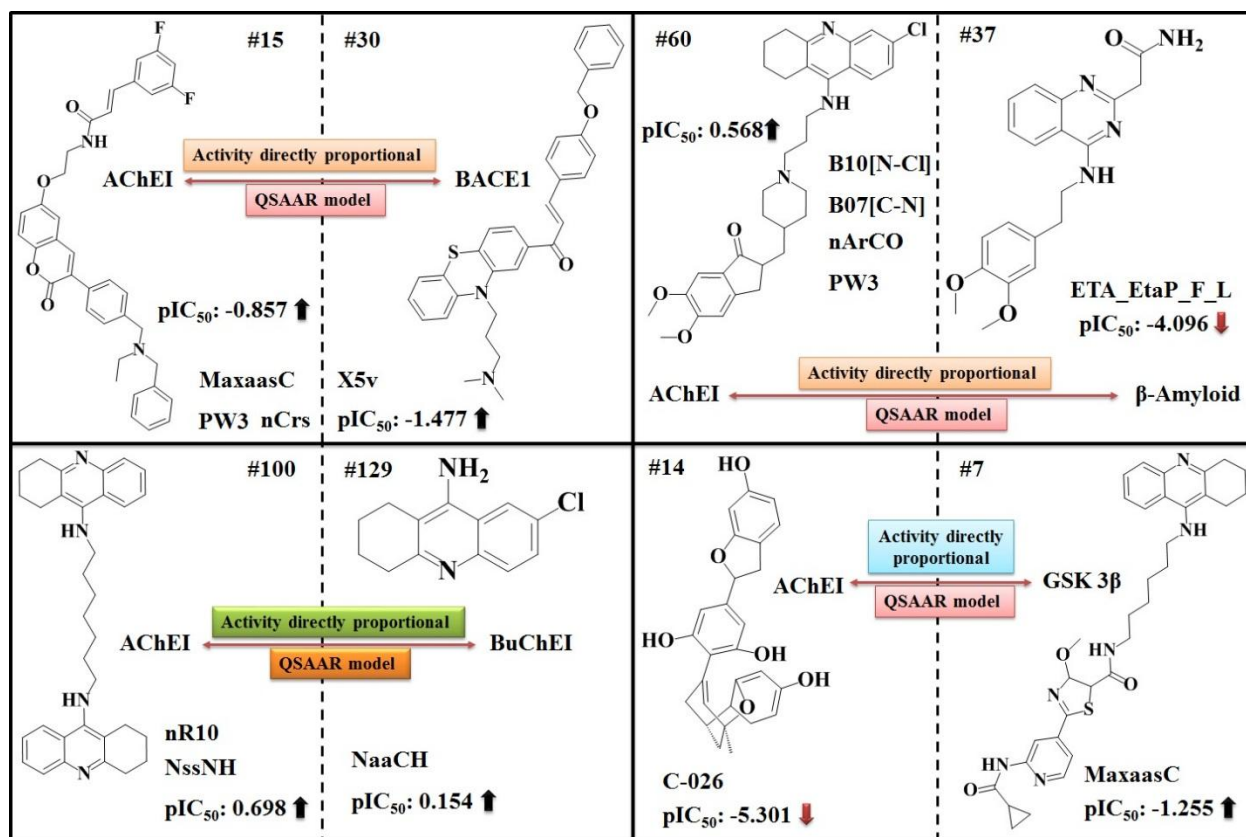 #15
#30
F
F
O
NH
O
AChEI
Activity directly proportional
QSAAR model
BACE1
O
O
pIC50: -0.857
N
MaxaasC
PW3 nCrs
O
S
N
O
N
X5v
pIC50: -1.477
#60
#37
N
Cl
NH
pIC50: 0.568
N
B10[N-Cl]
B07[C-N]
nArCO
PW3
O
O
O
O
NH2
N
N
NH
O
O
ETA_EtaP_F_L
pIC50: -4.096
AChEI
Activity directly proportional
QSAAR model
β-Amyloid
#100
#129
N
HN
NH
N
NH2
Cl
N
AChEI
Activity directly proportional
QSAAR model
BuChEI
nR10
NssNH
pIC50: 0.698
NaaCH
pIC50: 0.154
#14
#7
HO
O
OH
OH
OH
O
AChEI
Activity directly
proportional
QSAAR model
GSK 3β
C-026
pIC50: -5.301
N
NH
HN
O
O
N
S
NH
N
O
MaxaasC
pIC50: -1.255